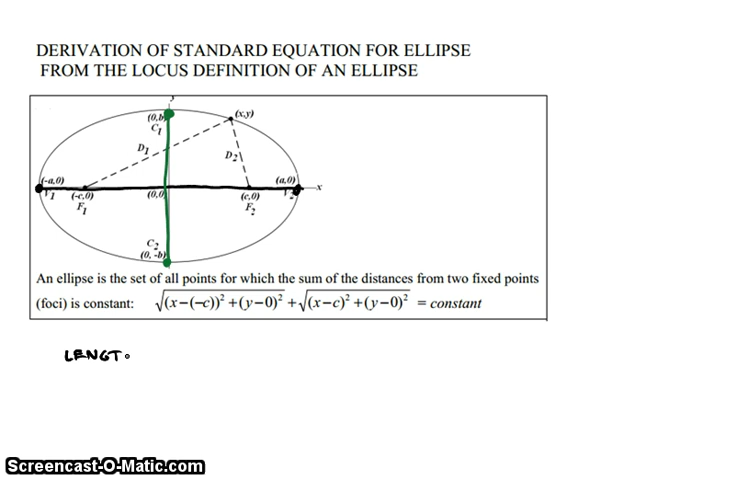 DERIVATION OF STANDARD EQUATION FOR ELLIPSE
FROM THE LOCUS DEFINITION OF AN ELLIPSE
y
(0,b)
C₁
(x,y)
D₁
D₂
(-a,0)
(a,0)
x
V₁
(-c,0)
(0,0)
(c,0)
V₂
F₁
F₂
C₂
(0, -b)
An ellipse is the set of all points for which the sum of the distances from two fixed points
(foci) is constant: √(x−(−c))² +(y−0)² + √(x−c)² +(y−0)² = constant
LENGT
Screencast-O-Matic.com